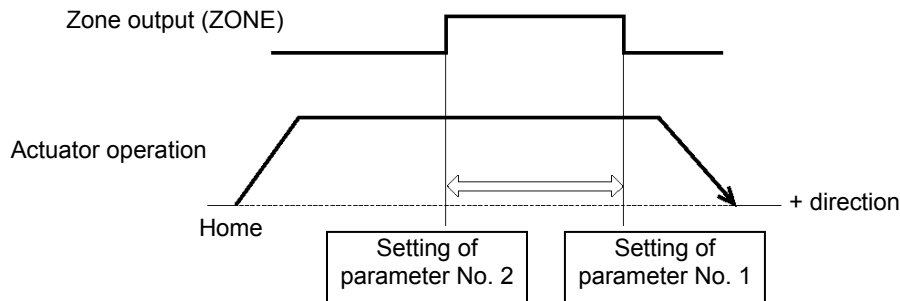 Zone output (ZONE)
Actuator operation
+ direction
Home
Setting of
parameter No. 2
Setting of
parameter No. 1